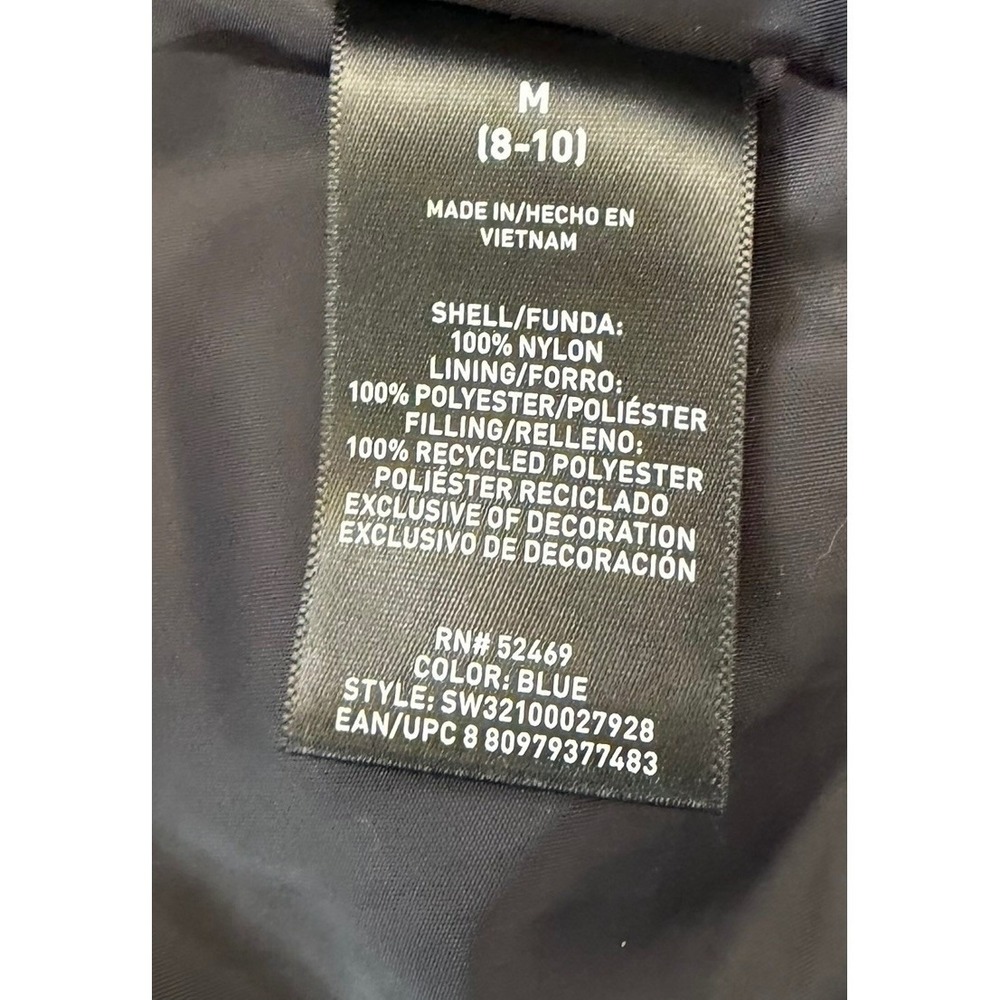 M
(8-10)
MADE IN/HECHO EN
VIETNAM
SHELL/FUNDA:
100% NYLON
LINING/FORRO:
100% POLYESTER/POLIÉSTER
FILLING/RELLENO:
100% RECYCLED POLYESTER
POLIÉSTER RECICLADO
EXCLUSIVE OF DECORATION
EXCLUSIVO DE DECORACIÓN
RN# 52469
COLOR: BLUE
STYLE: SW32100027928
EAN/UPC 8 80979377483